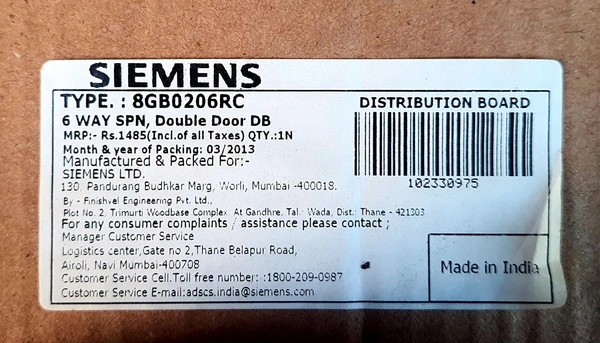 SIEMENS
TYPE. : 8GB0206RC
DISTRIBUTION BOARD
6 WAY SPN, Double Door DB
MRP:- Rs.1485(Incl.of all Taxes) QTY.:1N
Month & year of Packing: 03/2013
102330975
Manufactured & Packed For:-
SIEMENS LTD.
130, Pandurang Budhkar Marg, Worli, Mumbai -400018.
By - Finishvel Engineering Pvt. Ltd.,
Plot No. 2, Trimurti Woodbase Complex At Gandhre, Tal.: Wada, Dist.: Thane - 421303
For any consumer complaints / assistance please contact ;
Manager Customer Service
Logistics center,Gate no 2,Thane Belapur Road,
Airoli, Navi Mumbai-400708
Made in India
Customer Service Cell.Toll free number: :1800-209-0987
Customer Service E-mail:adscs.india@siemens.com